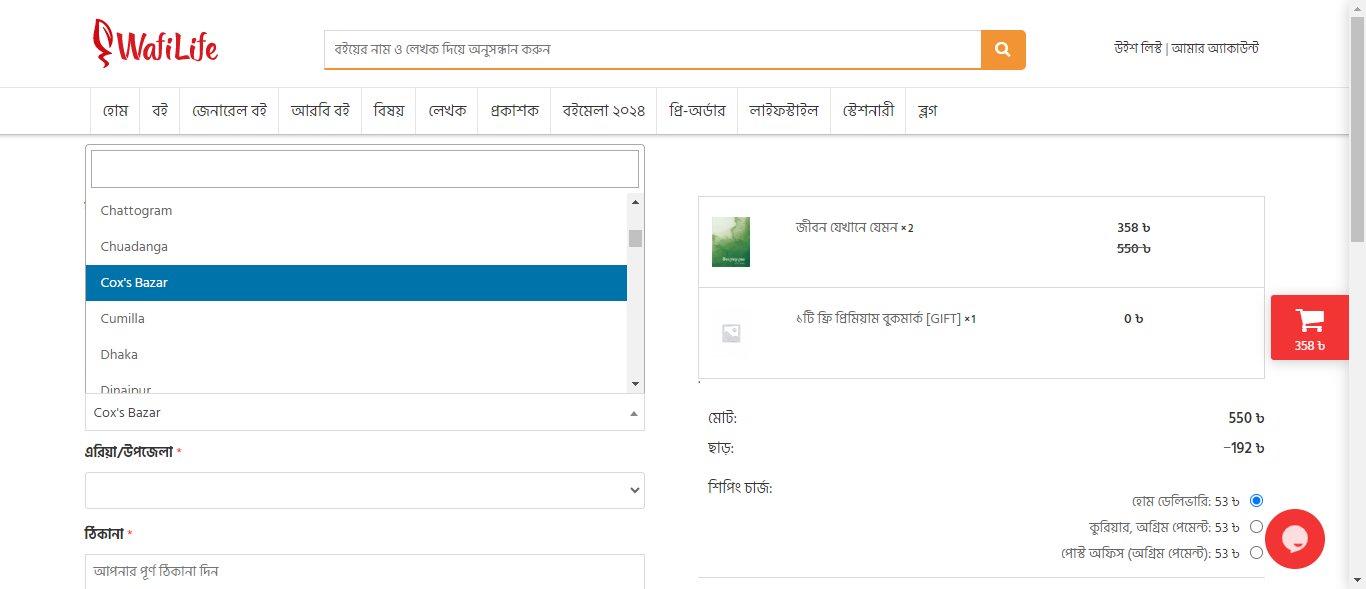 WafiLife
বইয়ের নাম ও লেখক দিয়ে অনুসন্ধান করুন
উইশ লিস্ট | আমার অ্যাকাউন্ট
হোম বই জেনারেল বই আরবি বই বিষয় লেখক প্রকাশক বইমেলা ২০২৪ প্রি-অর্ডার লাইফস্টাইল স্টেশনারী ব্লগ
Chattogram
Chuadanga
Cox's Bazar
Cumilla
Dhaka
Dinajpur
Cox's Bazar
এরিয়া/উপজেলা *
ঠিকানা *
আপনার পূর্ণ ঠিকানা দিন
জীবন যেখানে যেমন × 2 358 ৳
550 ৳
১টি ফ্রি প্রিমিয়াম বুকমার্ক [GIFT] × 1 0 ৳
358 ৳
মোট: 550 ৳
ছাড়: -192 ৳
শিপিং চার্জ:
হোম ডেলিভারি: 53 ৳
কুরিয়ার, অগ্রিম পেমেন্ট: 53 ৳
পোস্ট অফিস (অগ্রিম পেমেন্ট): 53 ৳